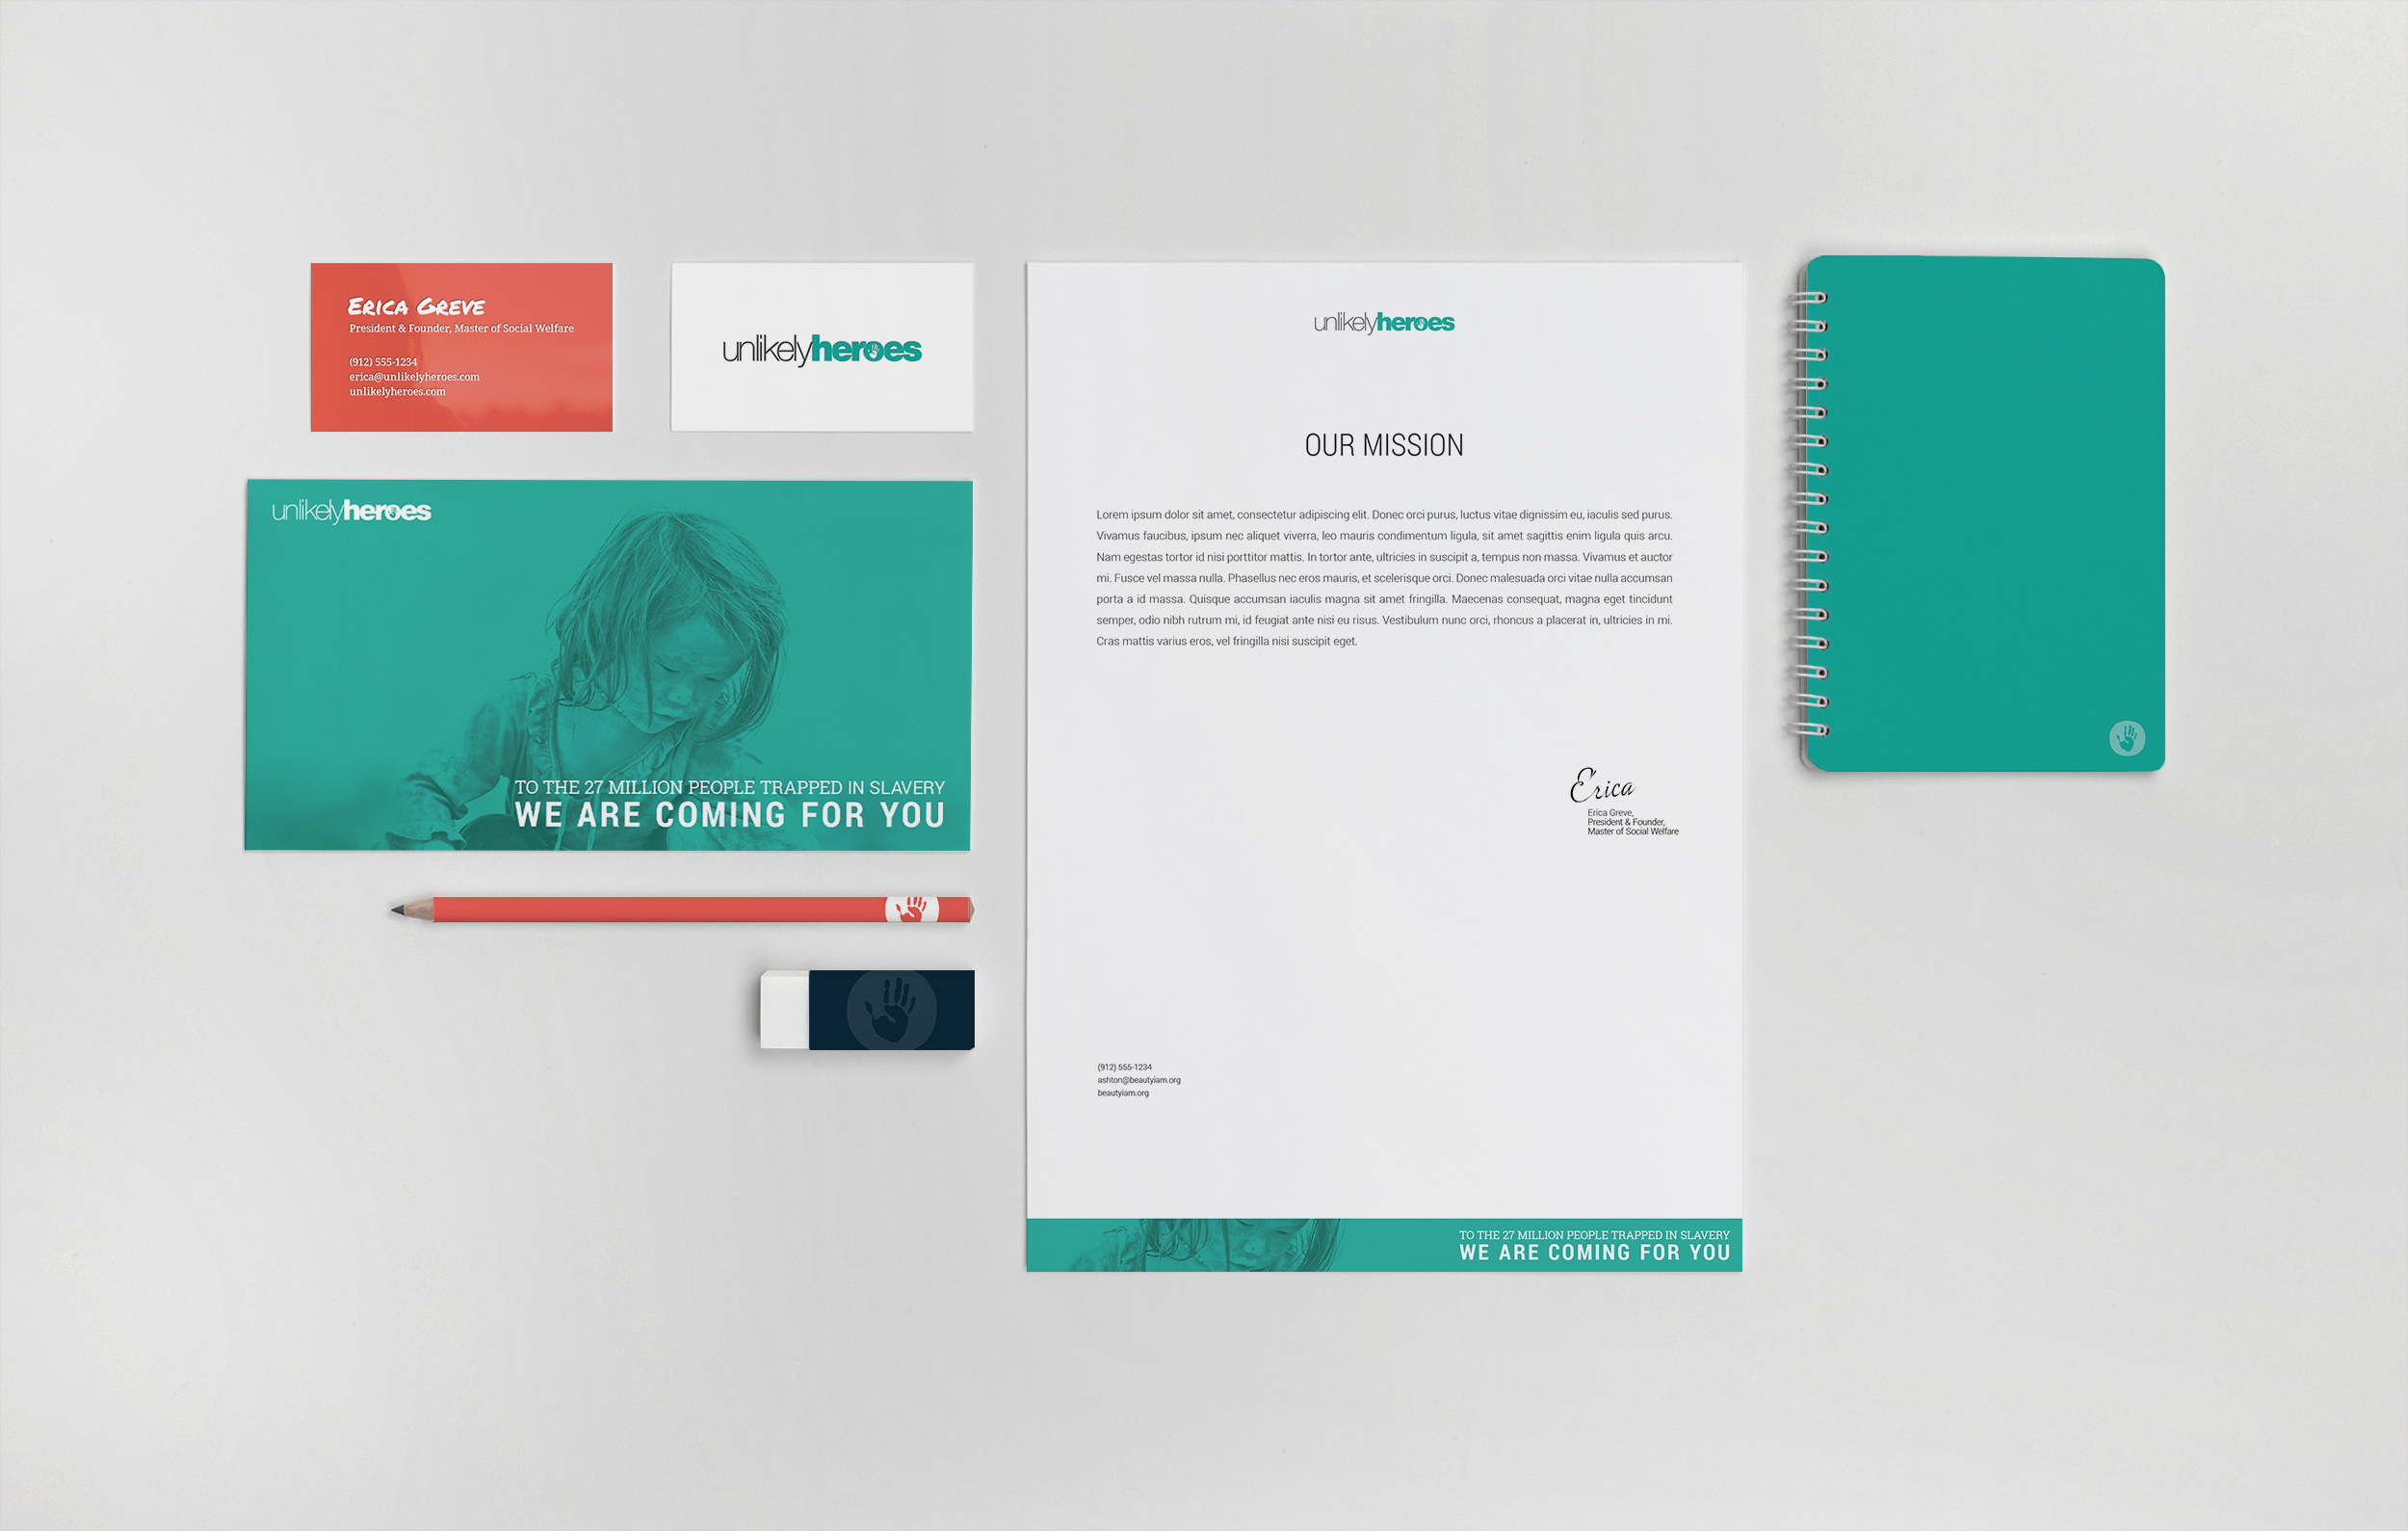 Erica Greve
President & Founder, Master of Social Welfare
(912) 555-1234
erica@unlikelyheroes.com
unlikelyheroes.com
unlikelyheroes
unlikelyheroes
TO THE 27 MILLION PEOPLE TRAPPED IN SLAVERY
WE ARE COMING FOR YOU
unlikelyheroes
OUR MISSION
Lorem ipsum dolor sit amet, consectetur adipiscing elit. Donec orci purus, luctus vitae dignissim eu, iaculis sed purus.
Vivamus faucibus, ipsum nec aliquet viverra, leo mauris condimentum ligula, sit amet sagittis enim ligula quis arcu.
Nam egestas tortor id nisi porttitor mattis. In tortor ante, ultricies in suscipit a, tempus non massa. Vivamus et auctor
mi. Fusce vel massa nulla. Phasellus nec eros mauris, et scelerisque orci. Donec malesuada orci vitae nulla accumsan
porta a id massa. Quisque accumsan iaculis magna sit amet fringilla. Maecenas consequat, magna eget tincidunt
semper, odio nibh rutrum mi, id feugiat ante nisi eu risus. Vestibulum nunc orci, rhoncus a placerat in, ultricies in mi.
Cras mattis varius eros, vel fringilla nisi suscipit eget.
Erica
Erica Greve,
President & Founder,
Master of Social Welfare
(912) 555-1234
ashton@beautyiam.org
beautyiam.org
TO THE 27 MILLION PEOPLE TRAPPED IN SLAVERY
WE ARE COMING FOR YOU